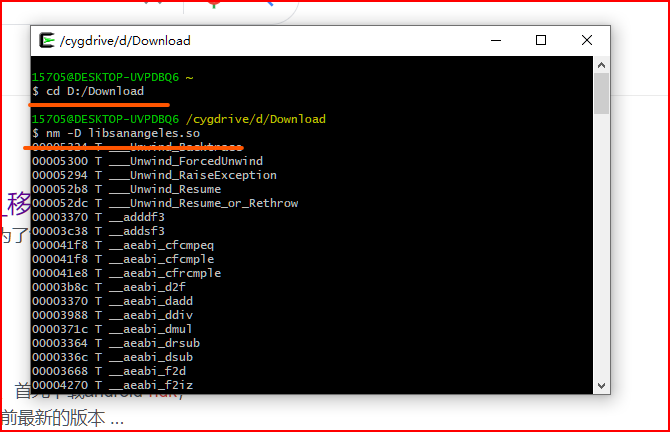 /cygdrive/d/Download
15705@DESKTOP-UVPDBQ6 ~
$ cd D:/Download
15705@DESKTOP-UVPDBQ6 /cygdrive/d/Download
$ nm -D libsanangeles.so
00005324 T ___Unwind_Backtrace
00005300 T ___Unwind_ForcedUnwind
00005294 T ___Unwind_RaiseException
000052b8 T ___Unwind_Resume
000052dc T ___Unwind_Resume_or_Rethrow
00003370 T __adddf3
00003c38 T __addsf3
000041f8 T __aeabi_cfcmpeq
000041f8 T __aeabi_cfcmple
000041e8 T __aeabi_cfrcmple
00003b8c T __aeabi_d2f
00003370 T __aeabi_dadd
00003988 T __aeabi_ddiv
0000371c T __aeabi_dmul
00003364 T __aeabi_drsub
0000336c T __aeabi_dsub
00003668 T __aeabi_f2d
00004270 T __aeabi_f2iz
_移
为了
首先下载android ndk,
前最新的版本 ...